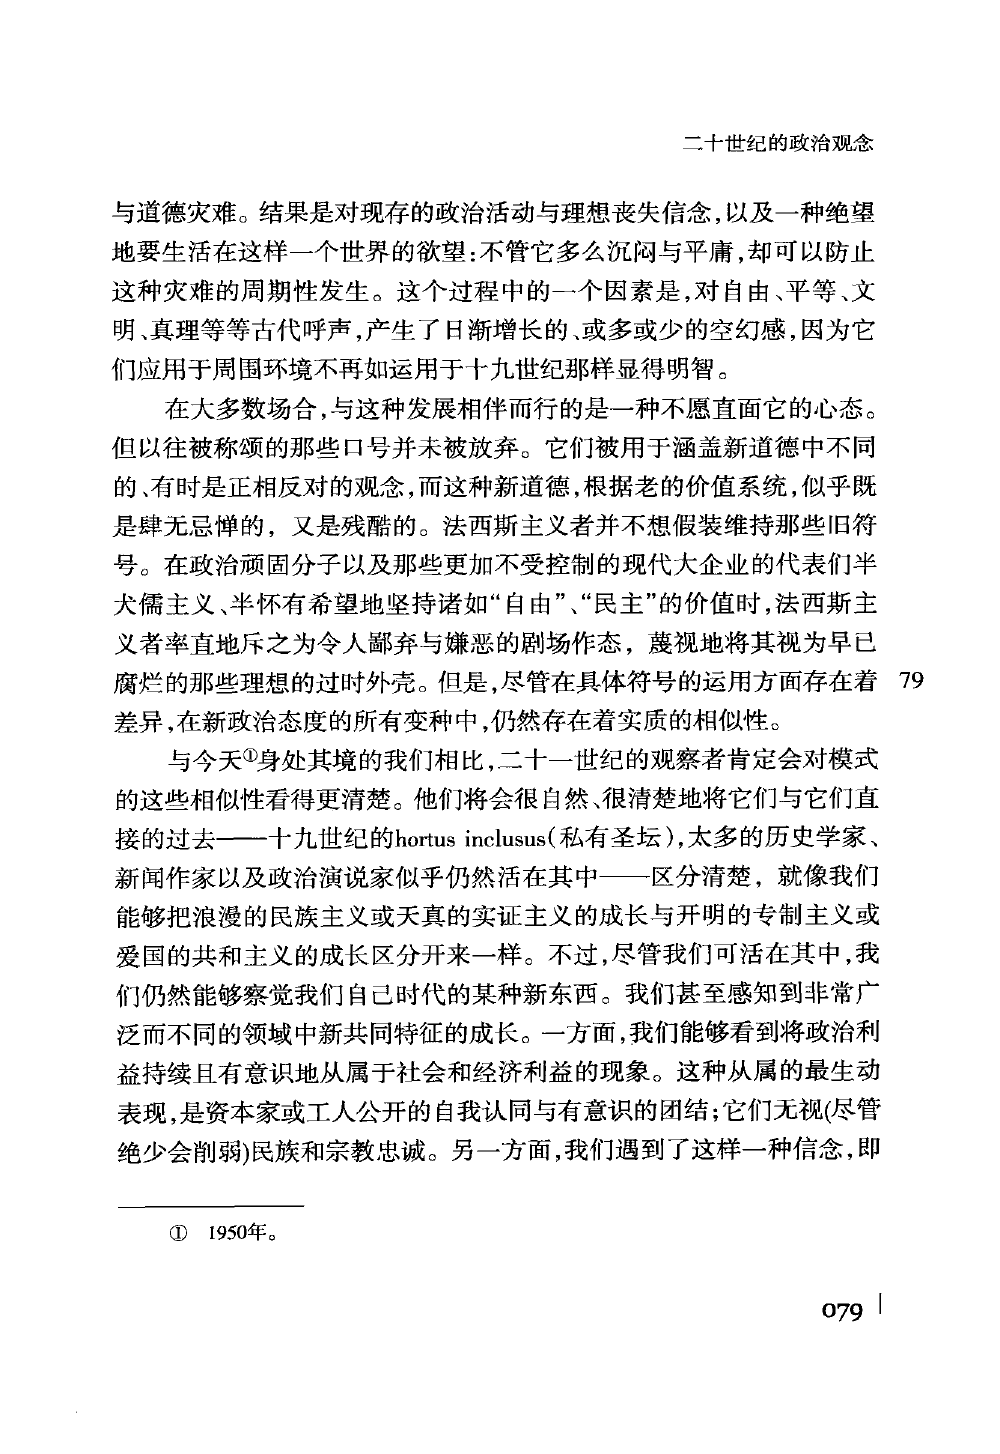 二十世纪的政治观念
与道德灾难。结果是对现存的政治活动与理想丧失信念,以及一种绝望
地要生活在这样一个世界的欲望:不管它多么沉闷与平庸,却可以防止
这种灾难的周期性发生。这个过程中的一个因素是,对自由、平等、文
明、真理等等古代呼声,产生了日渐增长的、或多或少的空幻感,因为它
们应用于周围环境不再如运用于十九世纪那样显得明智。
在大多数场合,与这种发展相伴而行的是一种不愿直面它的心态。
但以往被称颂的那些口号并未被放弃。它们被用于涵盖新道德中不同
的、有时是正相反对的观念,而这种新道德,根据老的价值系统,似乎既
是肆无忌惮的，又是残酷的。法西斯主义者并不想假装维持那些旧符
号。在政治顽固分子以及那些更加不受控制的现代大企业的代表们半
犬儒主义、半怀有希望地坚持诸如“自由”、“民主”的价值时,法西斯主
义者率直地斥之为令人鄙弃与嫌恶的剧场作态，蔑视地将其视为早已
腐烂的那些理想的过时外壳。但是,尽管在具体符号的运用方面存在着 79
差异,在新政治态度的所有变种中,仍然存在着实质的相似性。
与今天①身处其境的我们相比,二十一世纪的观察者肯定会对模式
的这些相似性看得更清楚。他们将会很自然、很清楚地将它们与它们直
接的过去——十九世纪的hortus inclusus(私有圣坛),太多的历史学家、
新闻作家以及政治演说家似乎仍然活在其中——区分清楚，就像我们
能够把浪漫的民族主义或天真的实证主义的成长与开明的专制主义或
爱国的共和主义的成长区分开来一样。不过,尽管我们可活在其中,我
们仍然能够察觉我们自己时代的某种新东西。我们甚至感知到非常广
泛而不同的领域中新共同特征的成长。一方面,我们能够看到将政治利
益持续且有意识地从属于社会和经济利益的现象。这种从属的最生动
表现,是资本家或工人公开的自我认同与有意识的团结;它们无视(尽管
绝少会削弱)民族和宗教忠诚。另一方面,我们遇到了这样一种信念,即
① 1950年。
079